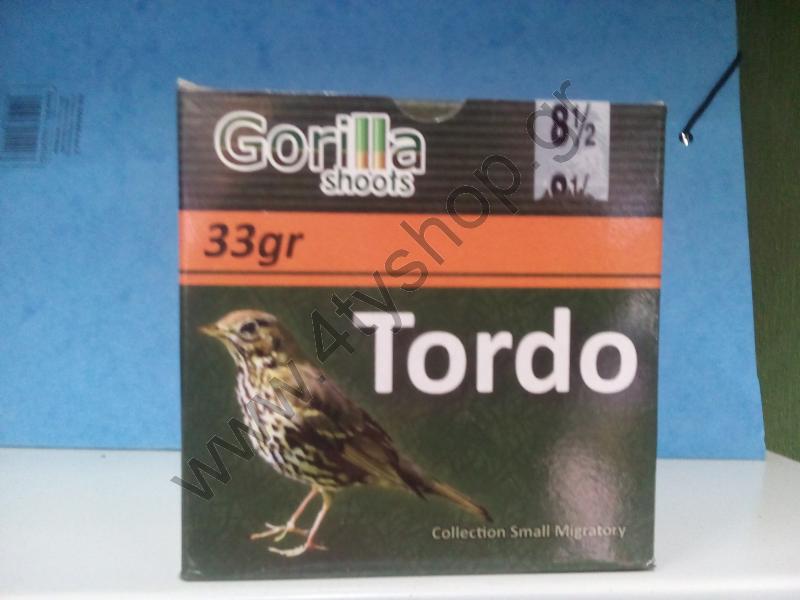 Gorilla
shoots
8½
33gr
Tordo
Collection Small Migratory
www.4tyshop.gr